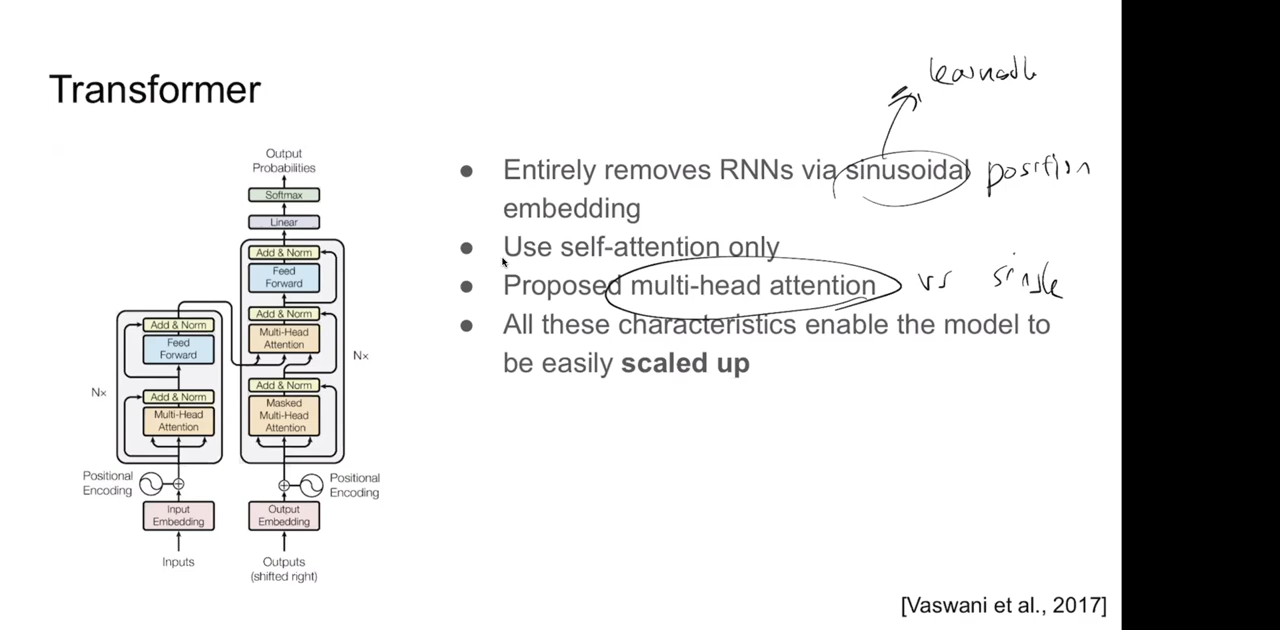 learnable
Transformer
Entirely removes RNNs via sinusoidal position
embedding
Use self-attention only
Proposed multi-head attention vs single
All these characteristics enable the model to
be easily scaled up
Output
Probabilities
Softmax
Linear
Add & Norm
Feed
Forward
Add & Norm
Multi-Head
Attention
Nx
Add & Norm
Masked
Multi-Head
Attention
Add & Norm
Feed
Forward
Nx
Add & Norm
Multi-Head
Attention
Positional
Encoding
Positional
Encoding
Input
Embedding
Output
Embedding
Inputs
Outputs
(shifted right)
[Vaswani et al., 2017]